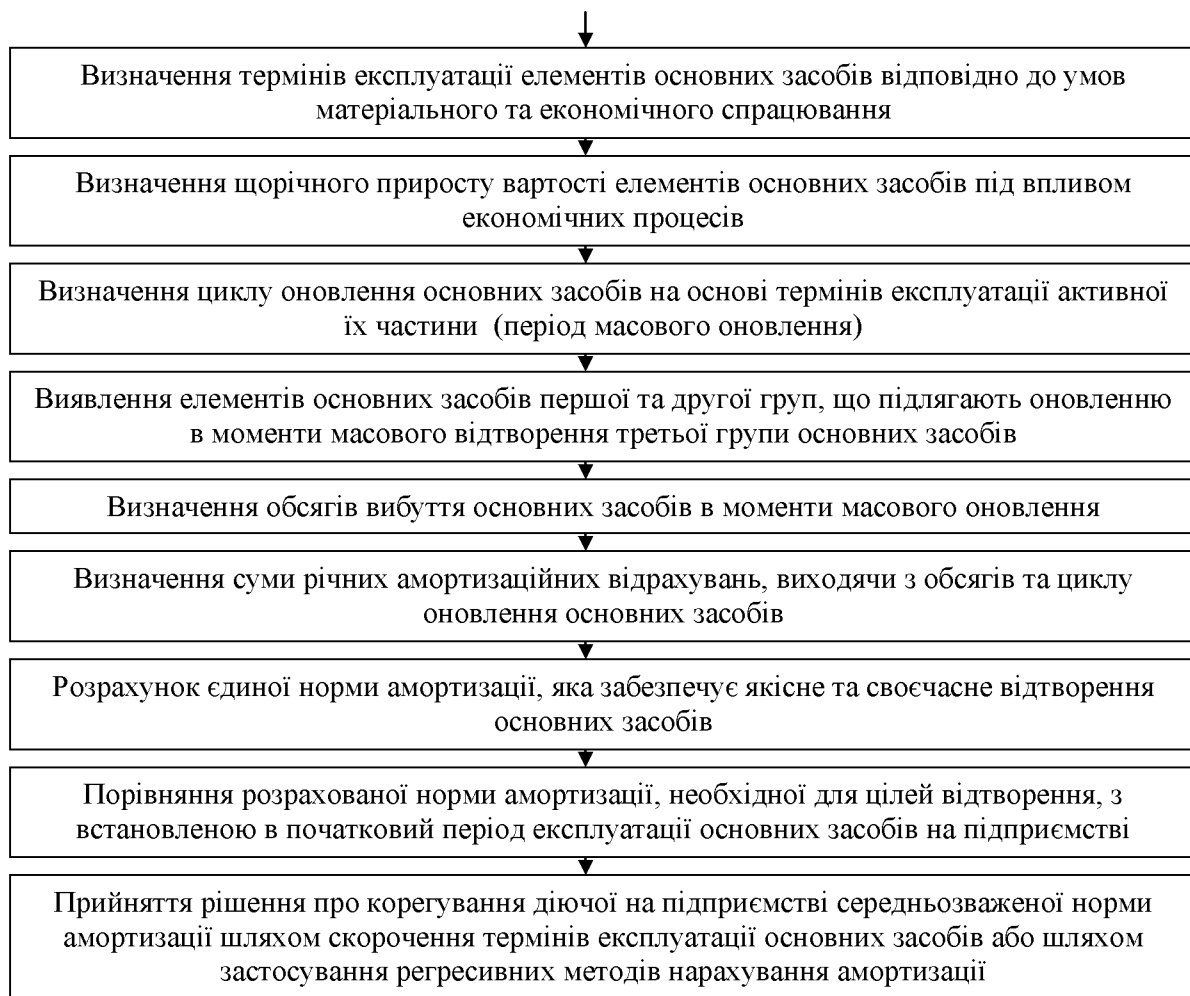 Визначення термінів експлуатації елементів основних засобів відповідно до умов
матеріального та економічного спрацювання
Визначення щорічного приросту вартості елементів основних засобів під впливом
економічних процесів
Визначення циклу оновлення основних засобів на основі термінів експлуатації активної
їх частини (період масового оновлення)
Виявлення елементів основних засобів першої та другої груп, що підлягають оновленню
в моменти масового відтворення третьої групи основних засобів
Визначення обсягів вибуття основних засобів в моменти масового оновлення
Визначення суми річних амортизаційних відрахувань, виходячи з обсягів та циклу
оновлення основних засобів
Розрахунок єдиної норми амортизації, яка забезпечує якісне та своєчасне відтворення
основних засобів
Порівняння розрахованої норми амортизації, необхідної для цілей відтворення, з
встановленою в початковий період експлуатації основних засобів на підприємстві
Прийняття рішення про корегування діючої на підприємстві середньозваженої норми
амортизації шляхом скорочення термінів експлуатації основних засобів або шляхом
застосування регресивних методів нарахування амортизації